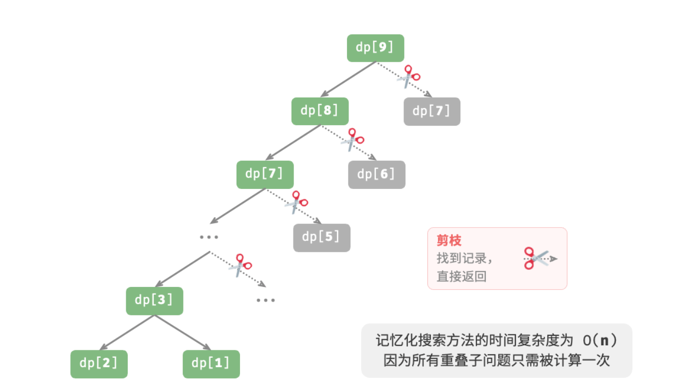 dp[9]
dp[8]
dp[7]
dp[7]
dp[6]
dp[5]
...
剪枝
找到记录，
直接返回
...
dp[3]
记忆化搜索方法的时间复杂度为 O(n)
因为所有重叠子问题只需被计算一次
dp[2]
dp[1]